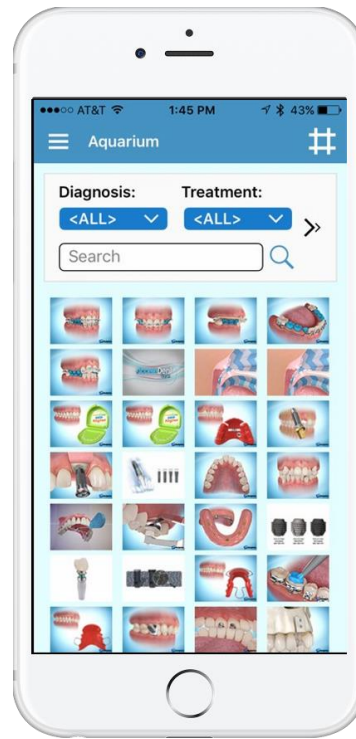 AT&T 1:45 PM 43%
Aquarium
Diagnosis: Treatment:
<ALL> <ALL>
Search